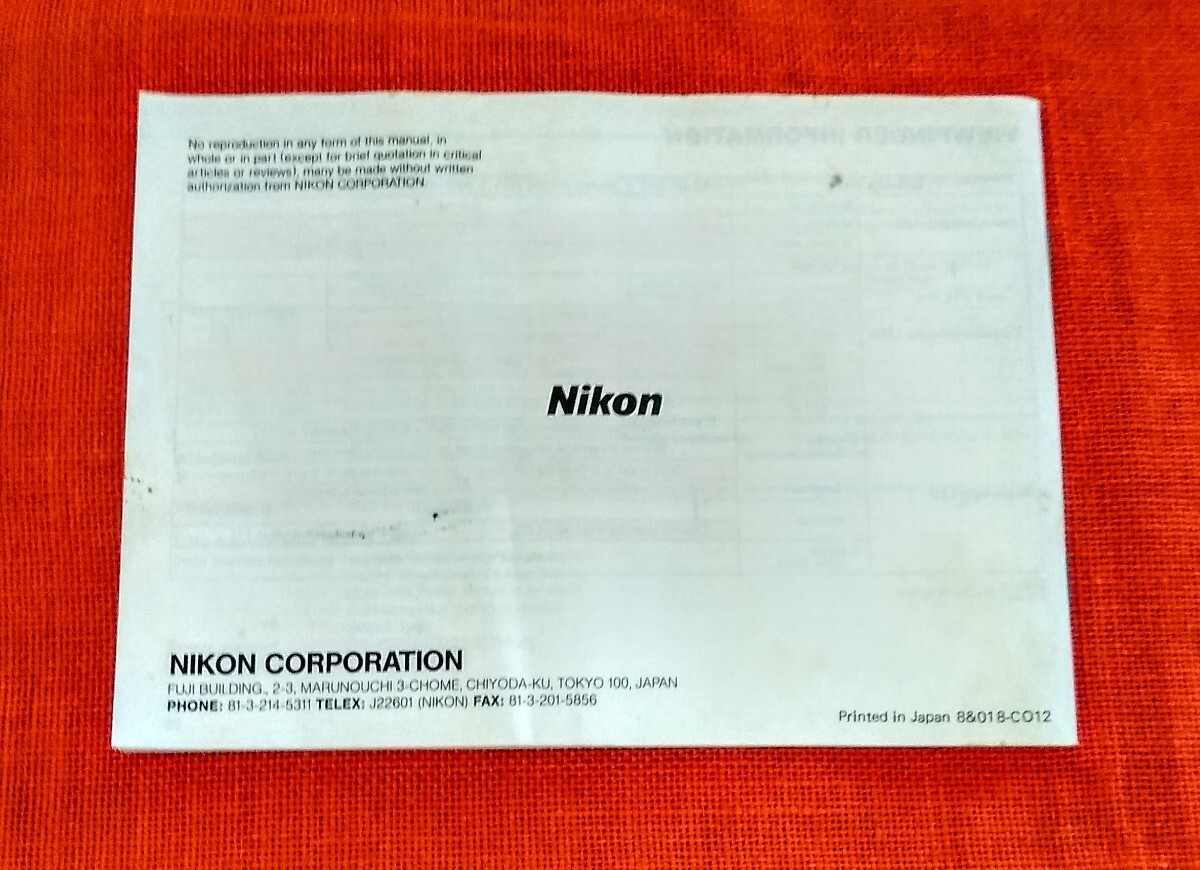 No reproduction in any form of this manual, in
whole or in part (except for brief quotation in critical
articles or reviews), many be made without written
authorization from NIKON CORPORATION.
VIEWFINDER INFORMATION
Nikon
NIKON CORPORATION
FUJI BUILDING., 2-3, MARUNOUCHI 3-CHOME, CHIYODA-KU, TOKYO 100, JAPAN
PHONE: 81-3-214-5311 TELEX: J22601 (NIKON) FAX: 81-3-201-5856
Printed in Japan 8&018-CO12